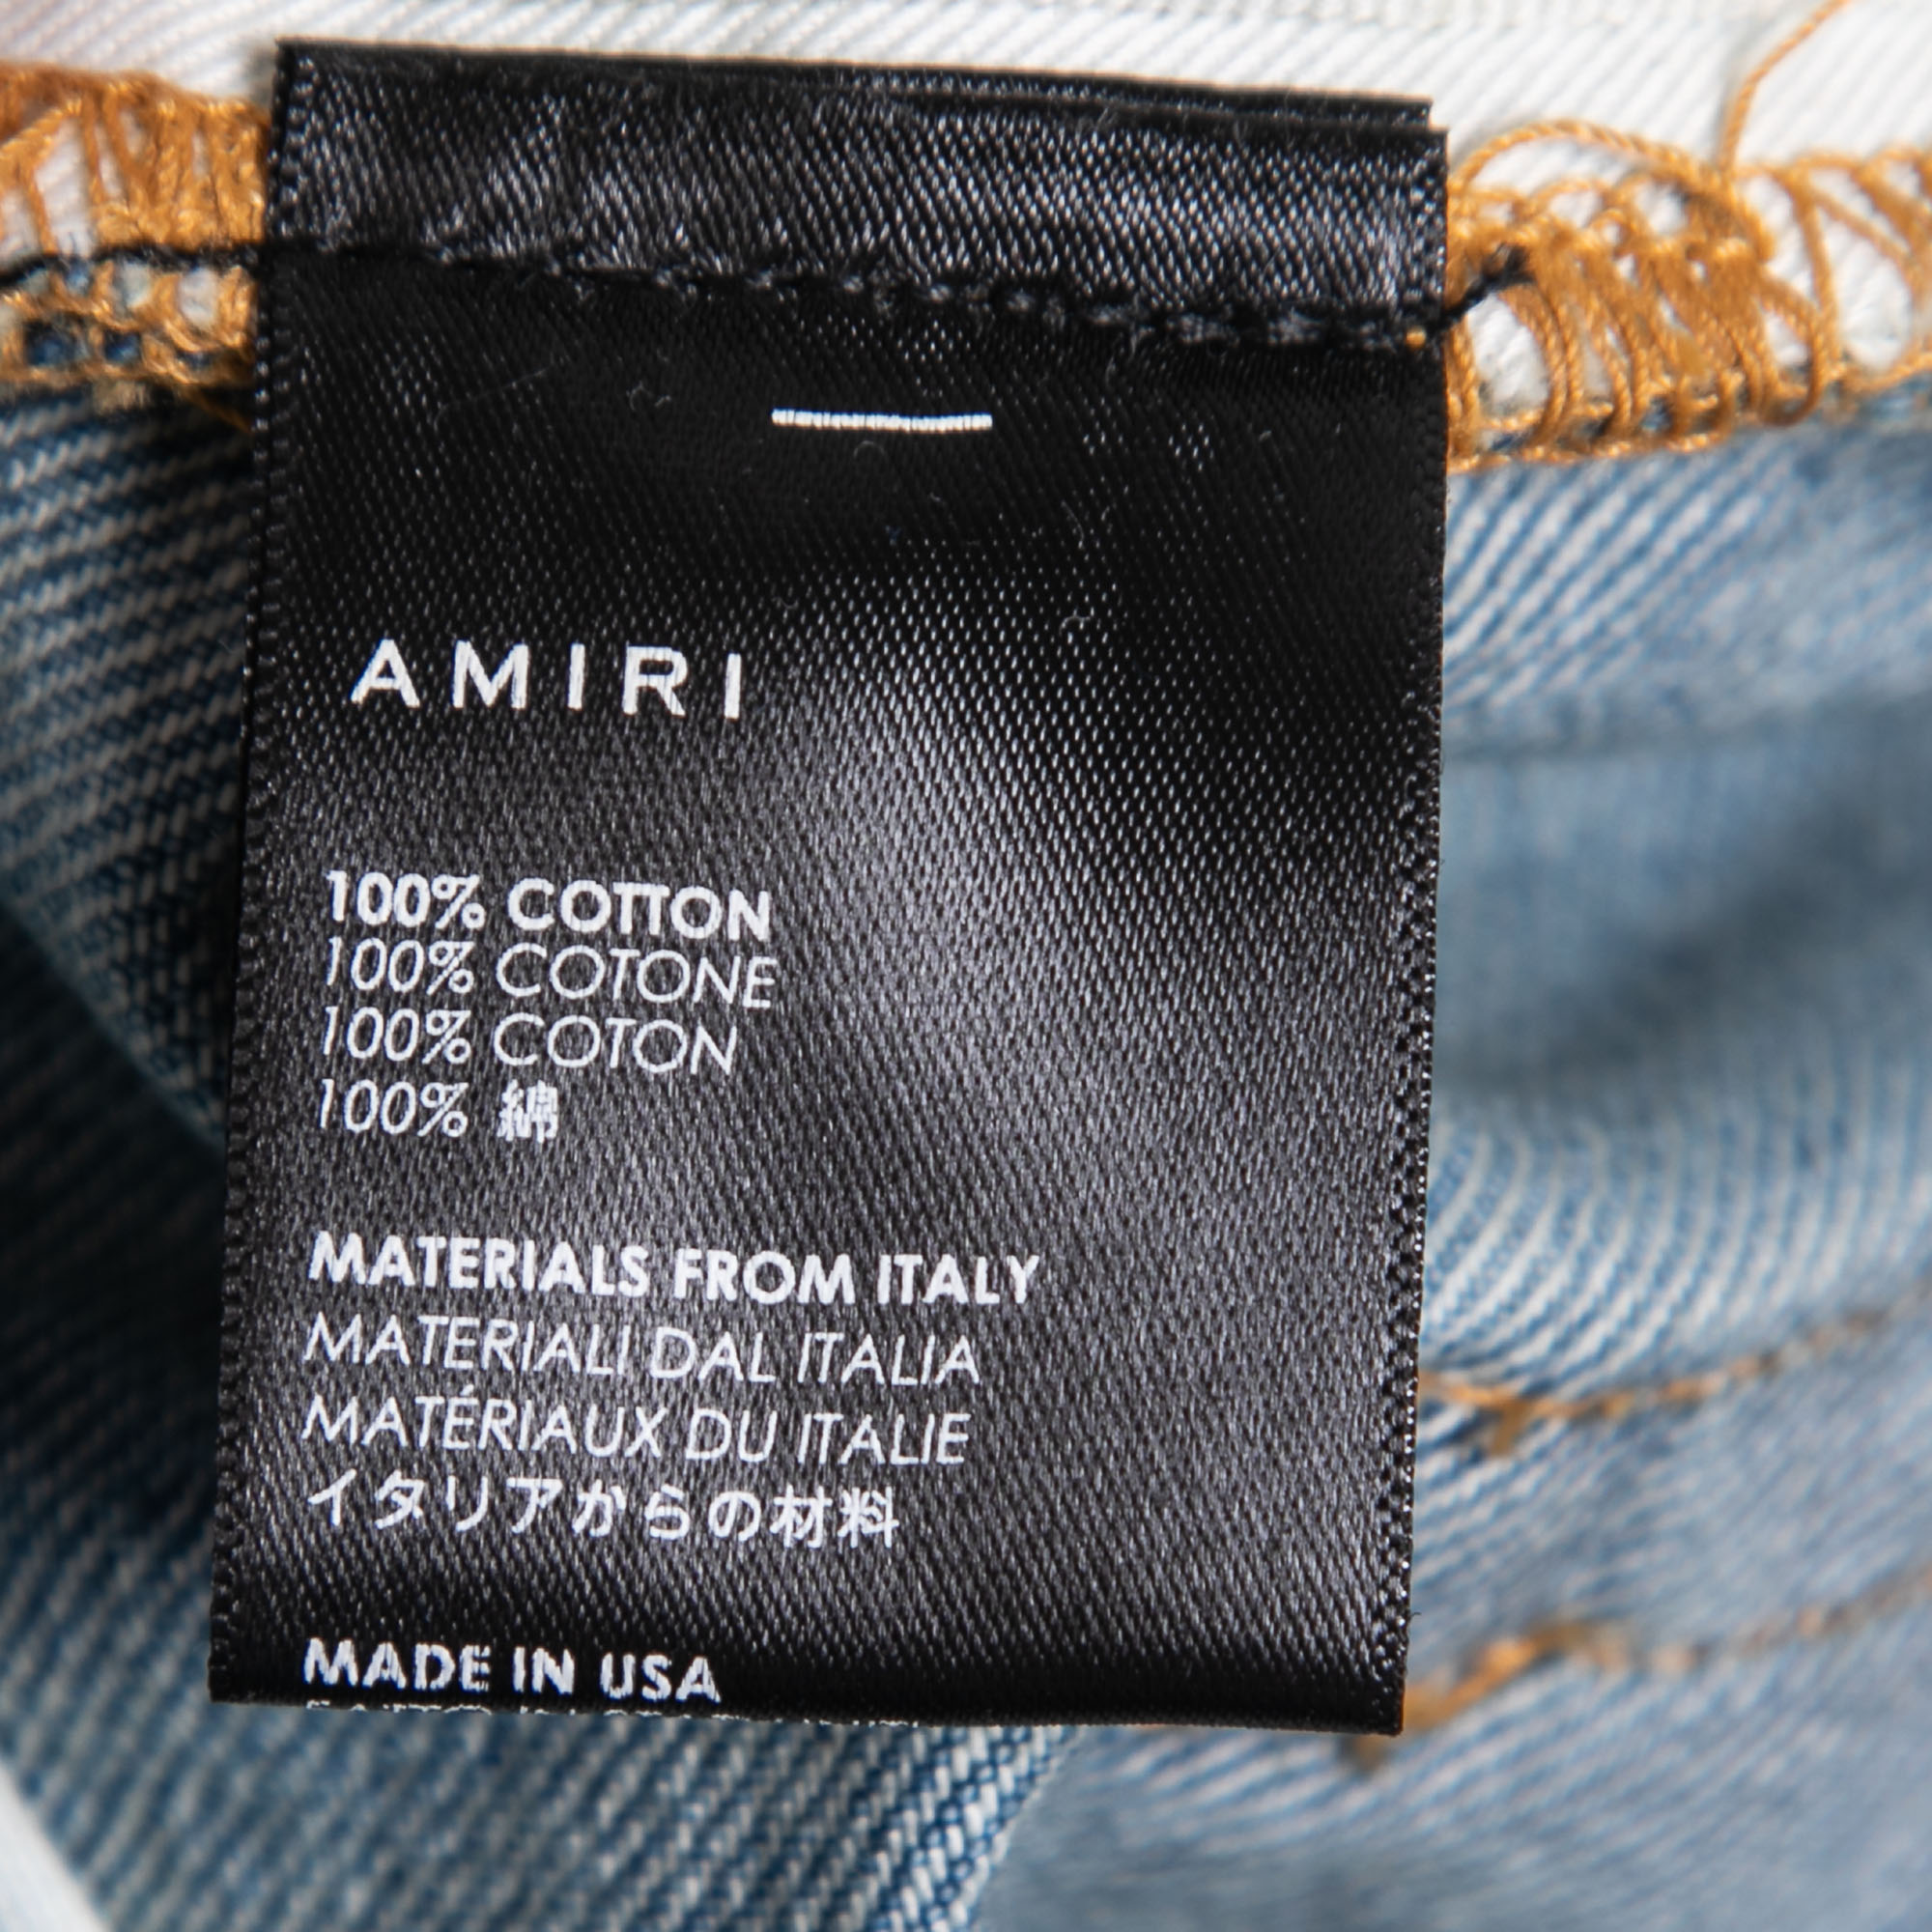 AMIRI
100% COTTON
100% COTONE
100% COTON
100% 綿
MATERIALS FROM ITALY
MATERIALI DAL ITALIA
MATÉRIAUX DU ITALIE
イタリアからの材料
MADE IN USA